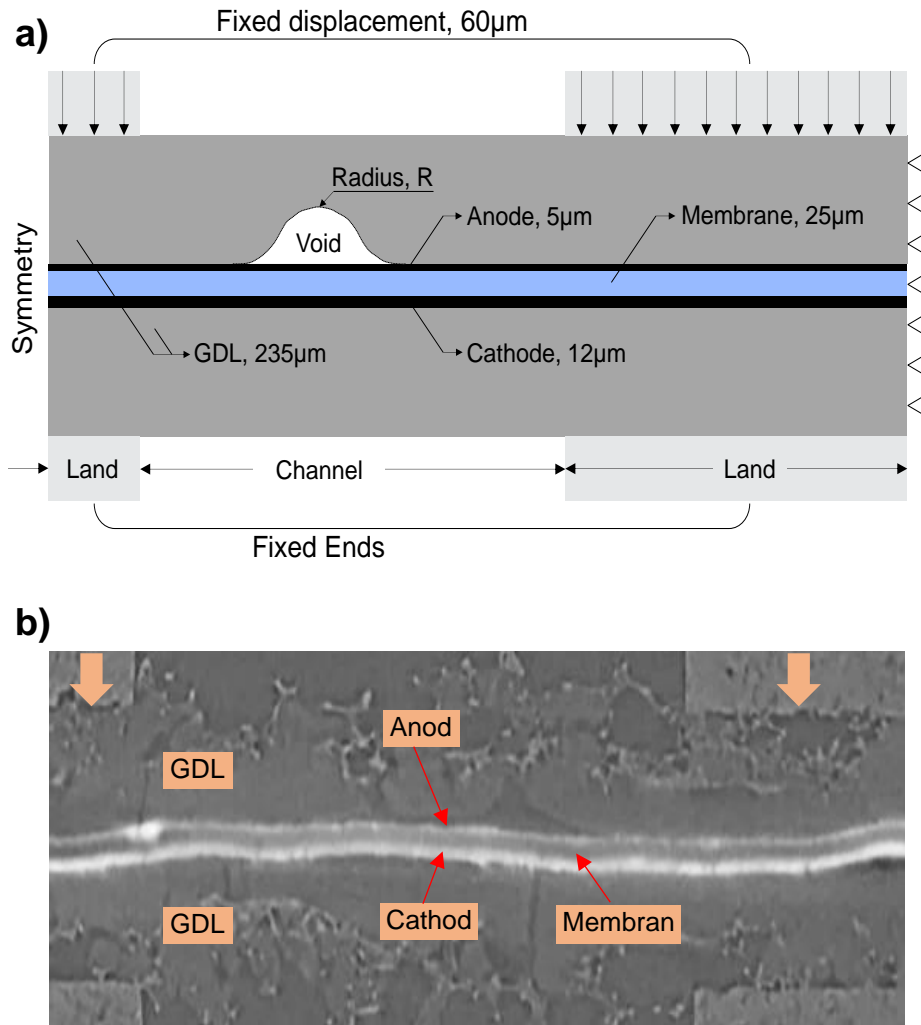 a)
Fixed displacement, 60µm
Radius, R
Anode, 5µm
Membrane, 25µm
Void
Symmetry
GDL, 235µm
Cathode, 12µm
Land
Channel
Land
Fixed Ends
b)
Anod
GDL
GDL
Cathod
Membran